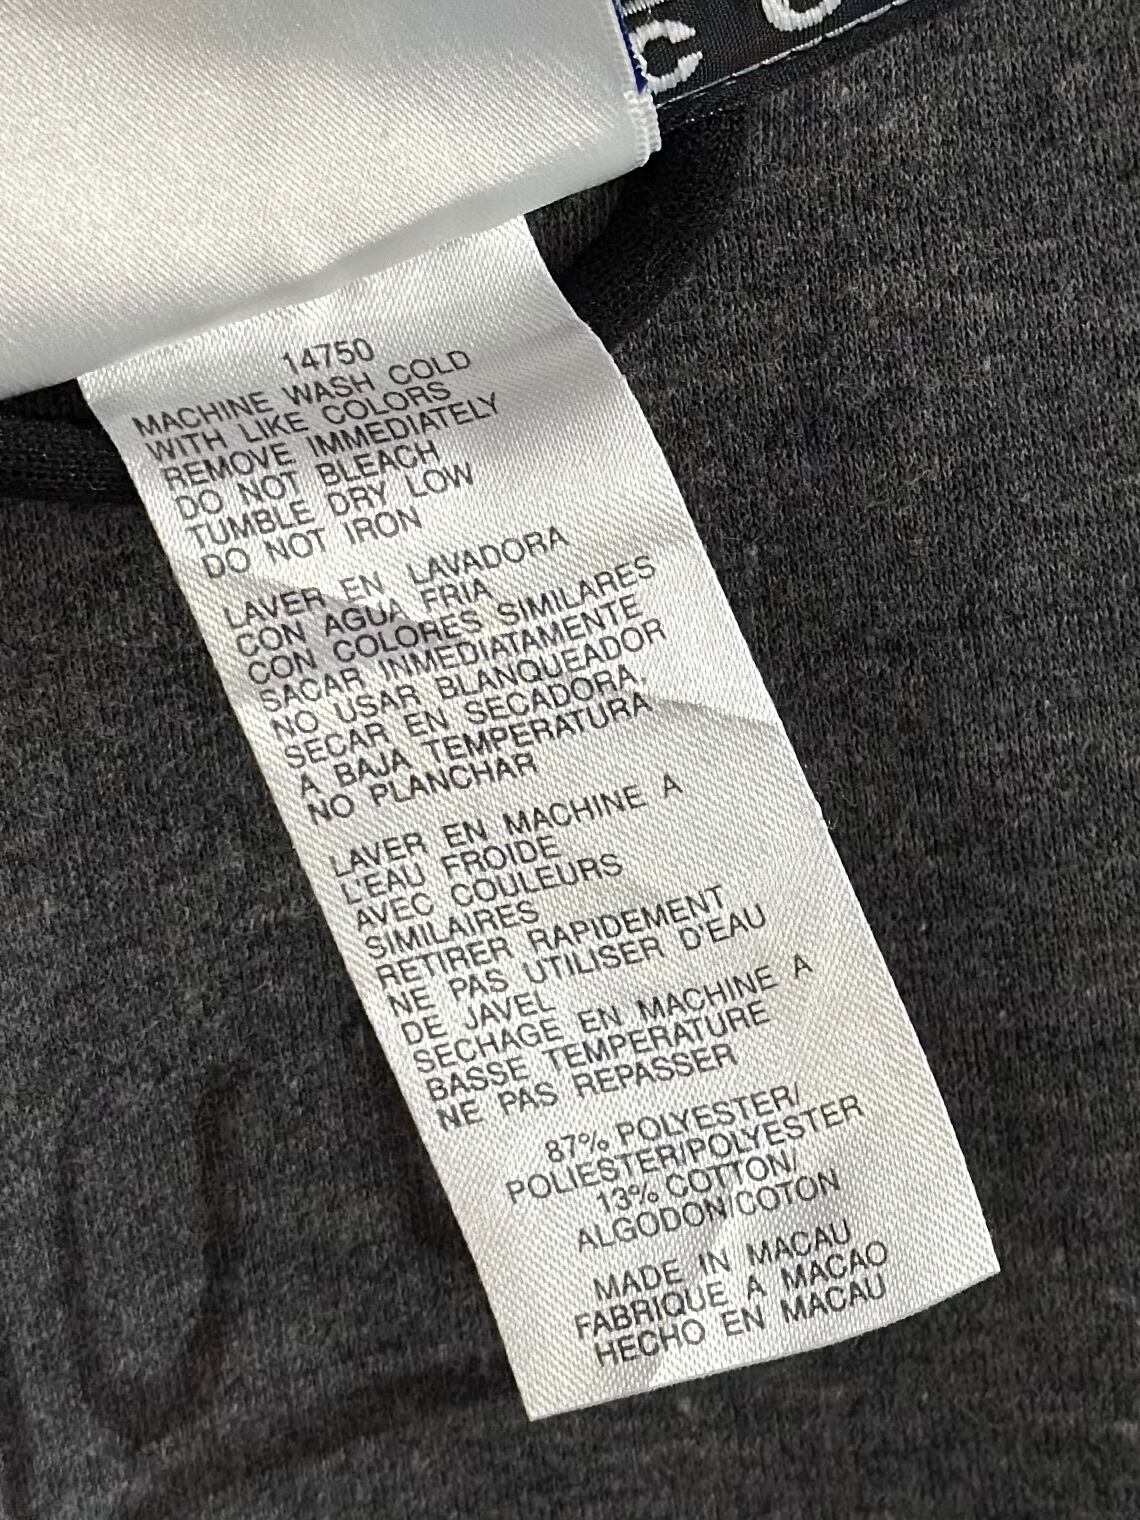 C O
14750
MACHINE WASH COLD
WITH LIKE COLORS
REMOVE IMMEDIATELY
DO NOT BLEACH
TUMBLE DRY LOW
DO NOT IRON
LAVER EN LAVADORA
CON AGUA FRIA
CON COLORES SIMILARES
SACAR INMEDIATAMENTE
NO USAR BLANQUEADOR
SECAR EN SECADORA.
A BAJA TEMPERATURA
NO PLANCHAR
LAVER EN MACHINE A
L'EAU FROIDE
AVEC COULEURS
SIMILAIRES
RETIRER RAPIDEMENT
NE PAS UTILISER D'EAU
DE JAVEL
SECHAGE EN MACHINE A
BASSE TEMPERATURE
NE PAS REPASSER
87% POLYESTER/
POLIESTER/POLYESTER
13% COTTON/
ALGODON/COTON
MADE IN MACAU
FABRIQUE A MACAO
HECHO EN MACAU